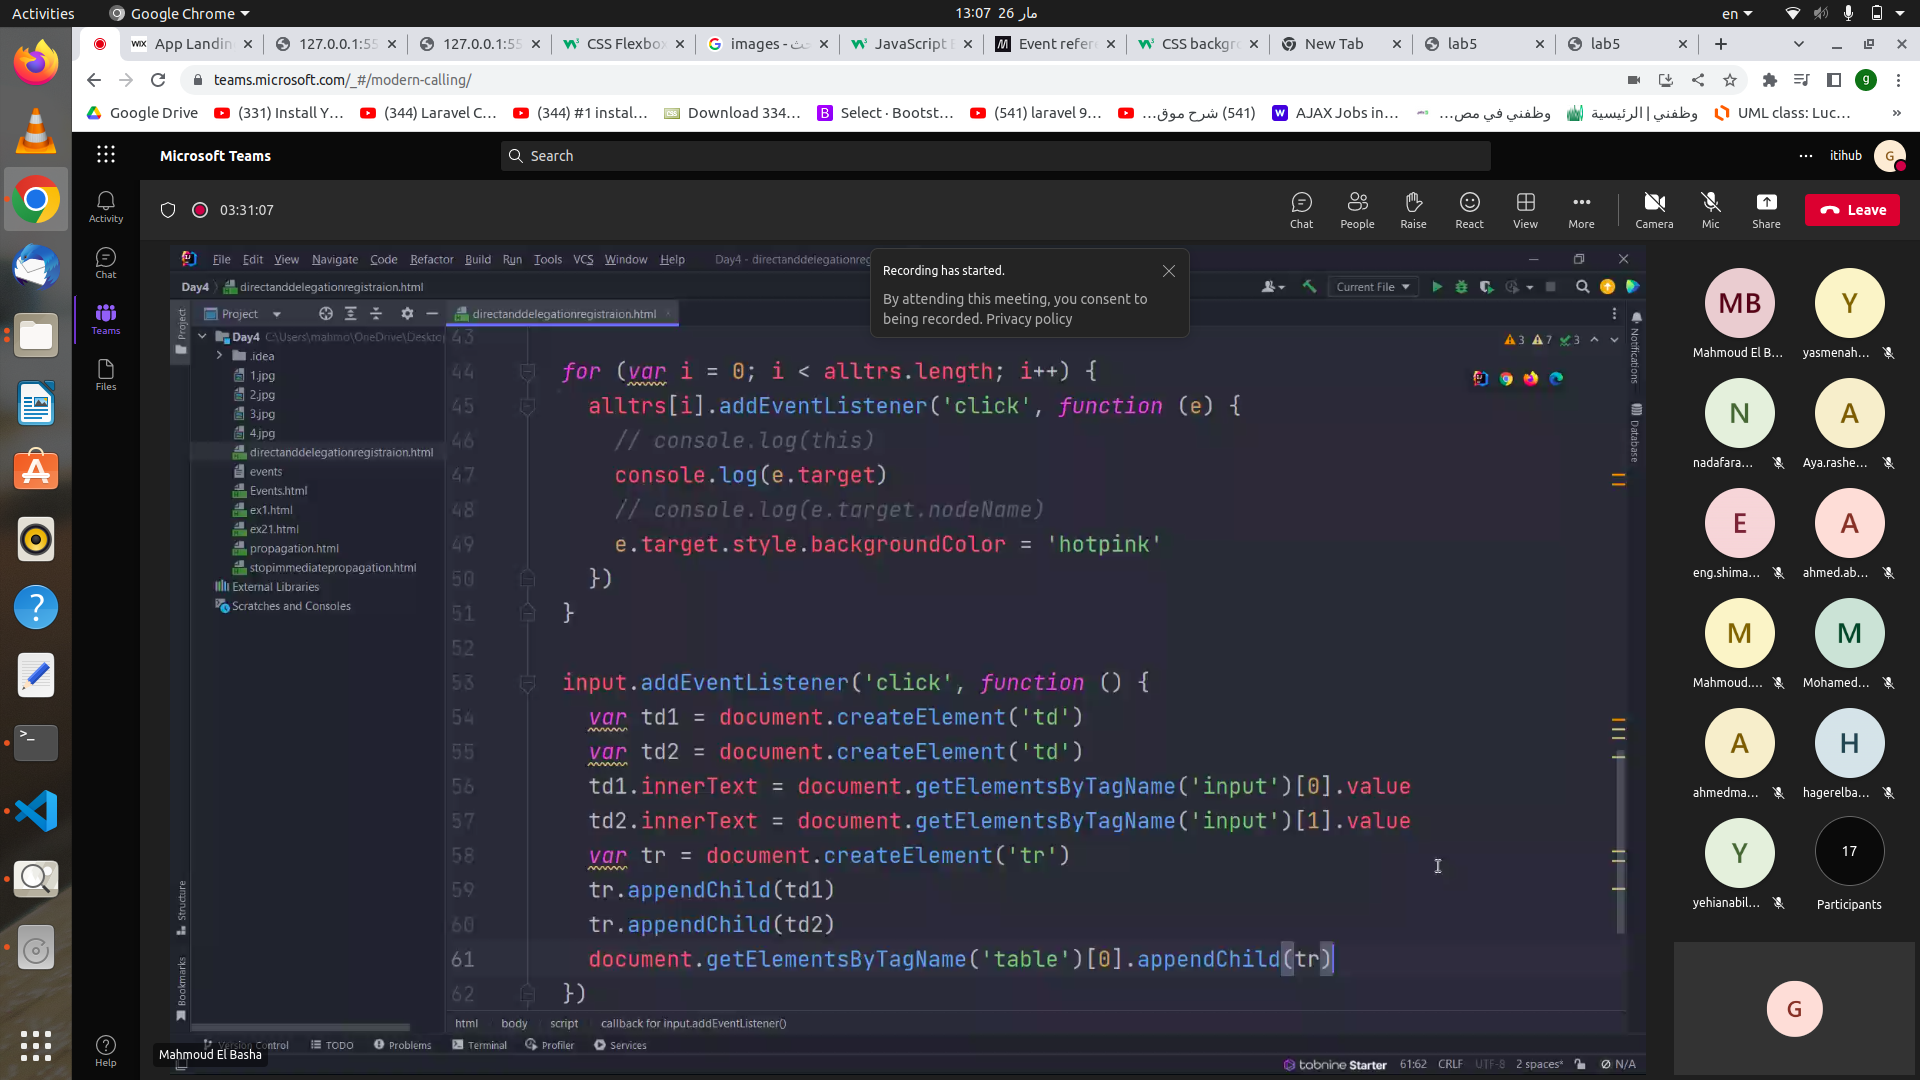 Activities
Google Chrome
13:07 26 مار
en
App Landin
127.0.0.1:55
127.0.0.1:55
CSS Flexbo
images - بحث
JavaScript E
Event refer
CSS backgr
New Tab
lab5
lab5
teams.microsoft.com/_#/modern-calling/
g
Google Drive
(331) Install Y...
(344) Laravel C...
(344) #1 instal...
Download 334...
Select · Bootst...
(541) laravel 9...
(541) شرح موق...
AJAX Jobs in...
وظفني في مص...
وظفني | الرئيسية
UML class: Luc...
»
Microsoft Teams
Search
itihub
G
Activity
Chat
Teams
Files
Help
03:31:07
Chat
People
Raise
React
View
More
Camera
Mic
Share
Leave
File Edit View Navigate Code Refactor Build Run Tools VCS Window Help
Day4 - directanddelegationreg
Recording has started.
By attending this meeting, you consent to
being recorded. Privacy policy
Day4
directanddelegationregistraion.html
Current File
Project
Project
directanddelegationregistraion.html
Day4 C:\Users\mahmo\OneDrive\Deskto
.idea
1.jpg
2.jpg
3.jpg
4.jpg
directanddelegationregistraion.html
events
Events.html
ex1.html
ex21.html
propagation.html
stopimmediatepropagation.html
External Libraries
Scratches and Consoles
3 7 3
Notifications
Database
Structure
Bookmarks
43
44 for (var i = 0; i < alltrs.length; i++) {
45 alltrs[i].addEventListener('click', function (e) {
46 // console.log(this)
47 console.log(e.target)
48 // console.log(e.target.nodeName)
49 e.target.style.backgroundColor = 'hotpink'
50 })
51 }
52
53 input.addEventListener('click', function () {
54 var td1 = document.createElement('td')
55 var td2 = document.createElement('td')
56 td1.innerText = document.getElementsByTagName('input')[0].value
57 td2.innerText = document.getElementsByTagName('input')[1].value
58 var tr = document.createElement('tr')
59 tr.appendChild(td1)
60 tr.appendChild(td2)
61 document.getElementsByTagName('table')[0].appendChild(tr)
62 })
html body script callback for input.addEventListener()
Version Control TODO Problems Terminal Profiler Services
Mahmoud El Basha
tabnine Starter 61:62 CRLF UTF-8 2 spaces* N/A
MB
Mahmoud El B...
Y
yasmenah...
N
nadafara...
A
Aya.rashe...
E
eng.shima...
A
ahmed.ab...
M
Mahmoud....
M
Mohamed...
A
ahmedma...
H
hagerelba...
Y
yehianabil...
17
Participants
G